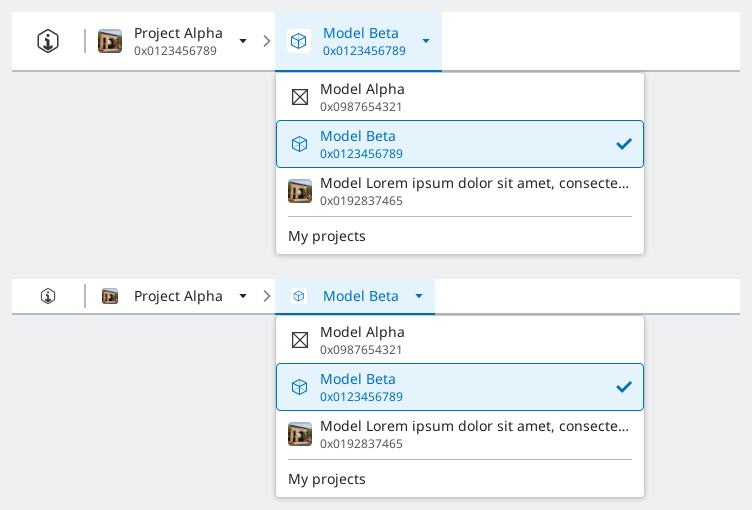 Project Alpha
0x0123456789
Model Beta
0x0123456789
Model Alpha
0x0987654321
Model Beta
0x0123456789
Model Lorem ipsum dolor sit amet, consecte...
0x0192837465
My projects
Project Alpha
Model Beta
Model Alpha
0x0987654321
Model Beta
0x0123456789
Model Lorem ipsum dolor sit amet, consecte...
0x0192837465
My projects